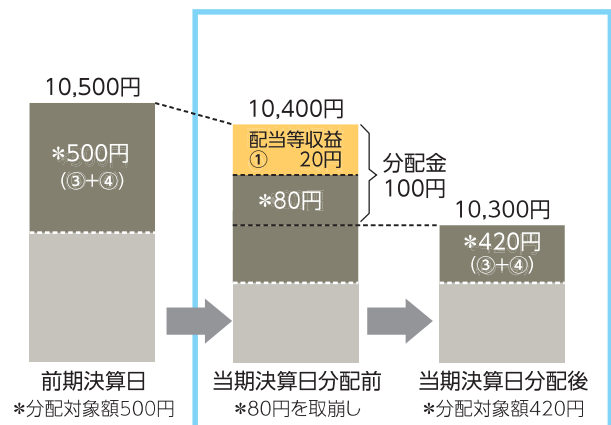 10,500円
*500円
(③+④)
前期決算日
*分配対象額500円
10,400円
配当等収益
① 20円
*80円
分配金
100円
当期決算日分配前
*80円を取崩し
10,300円
*420円
(③+④)
当期決算日分配後
*分配対象額420円